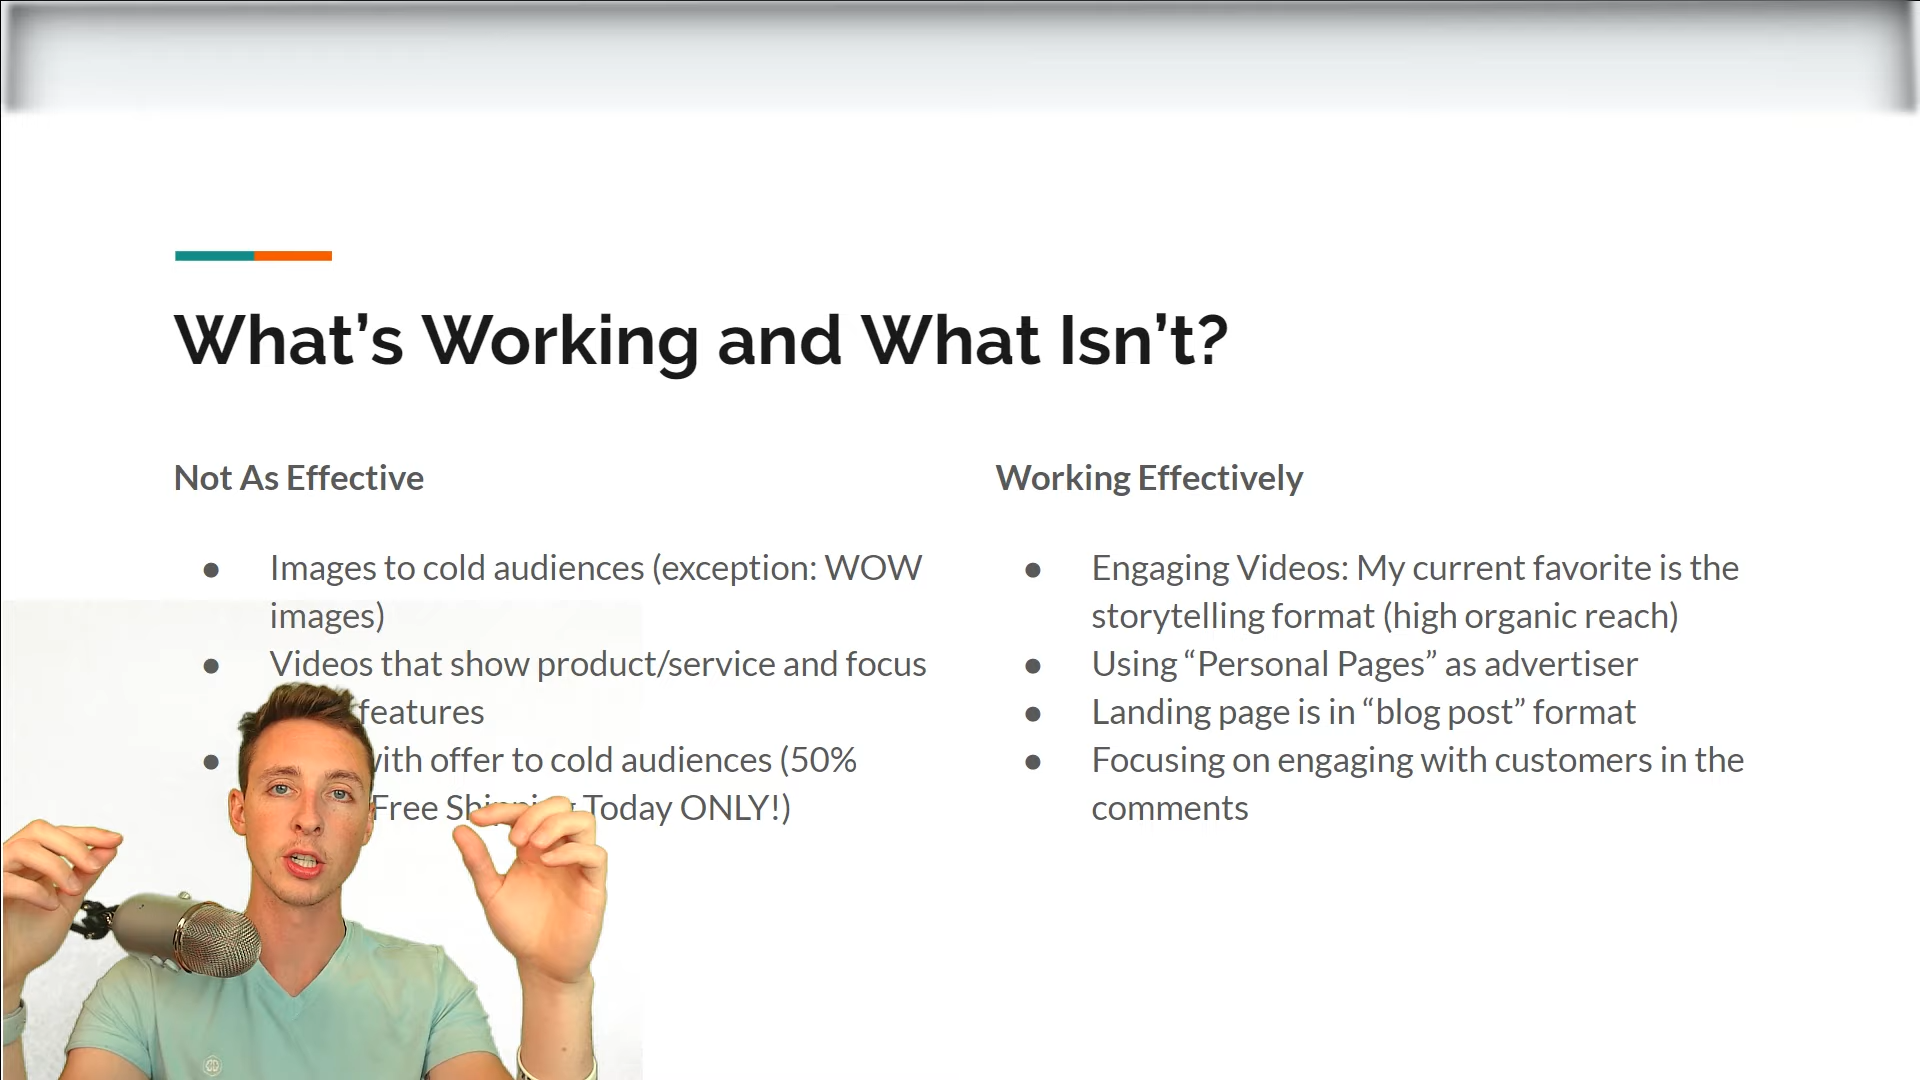 What’s Working and What Isn’t?
Not As Effective
● Images to cold audiences (exception: WOW
images)
● Videos that show product/service and focus
features
● with offer to cold audiences (50%
Free Shipping Today ONLY!)
Working Effectively
● Engaging Videos: My current favorite is the
storytelling format (high organic reach)
● Using “Personal Pages” as advertiser
● Landing page is in “blog post” format
● Focusing on engaging with customers in the
comments